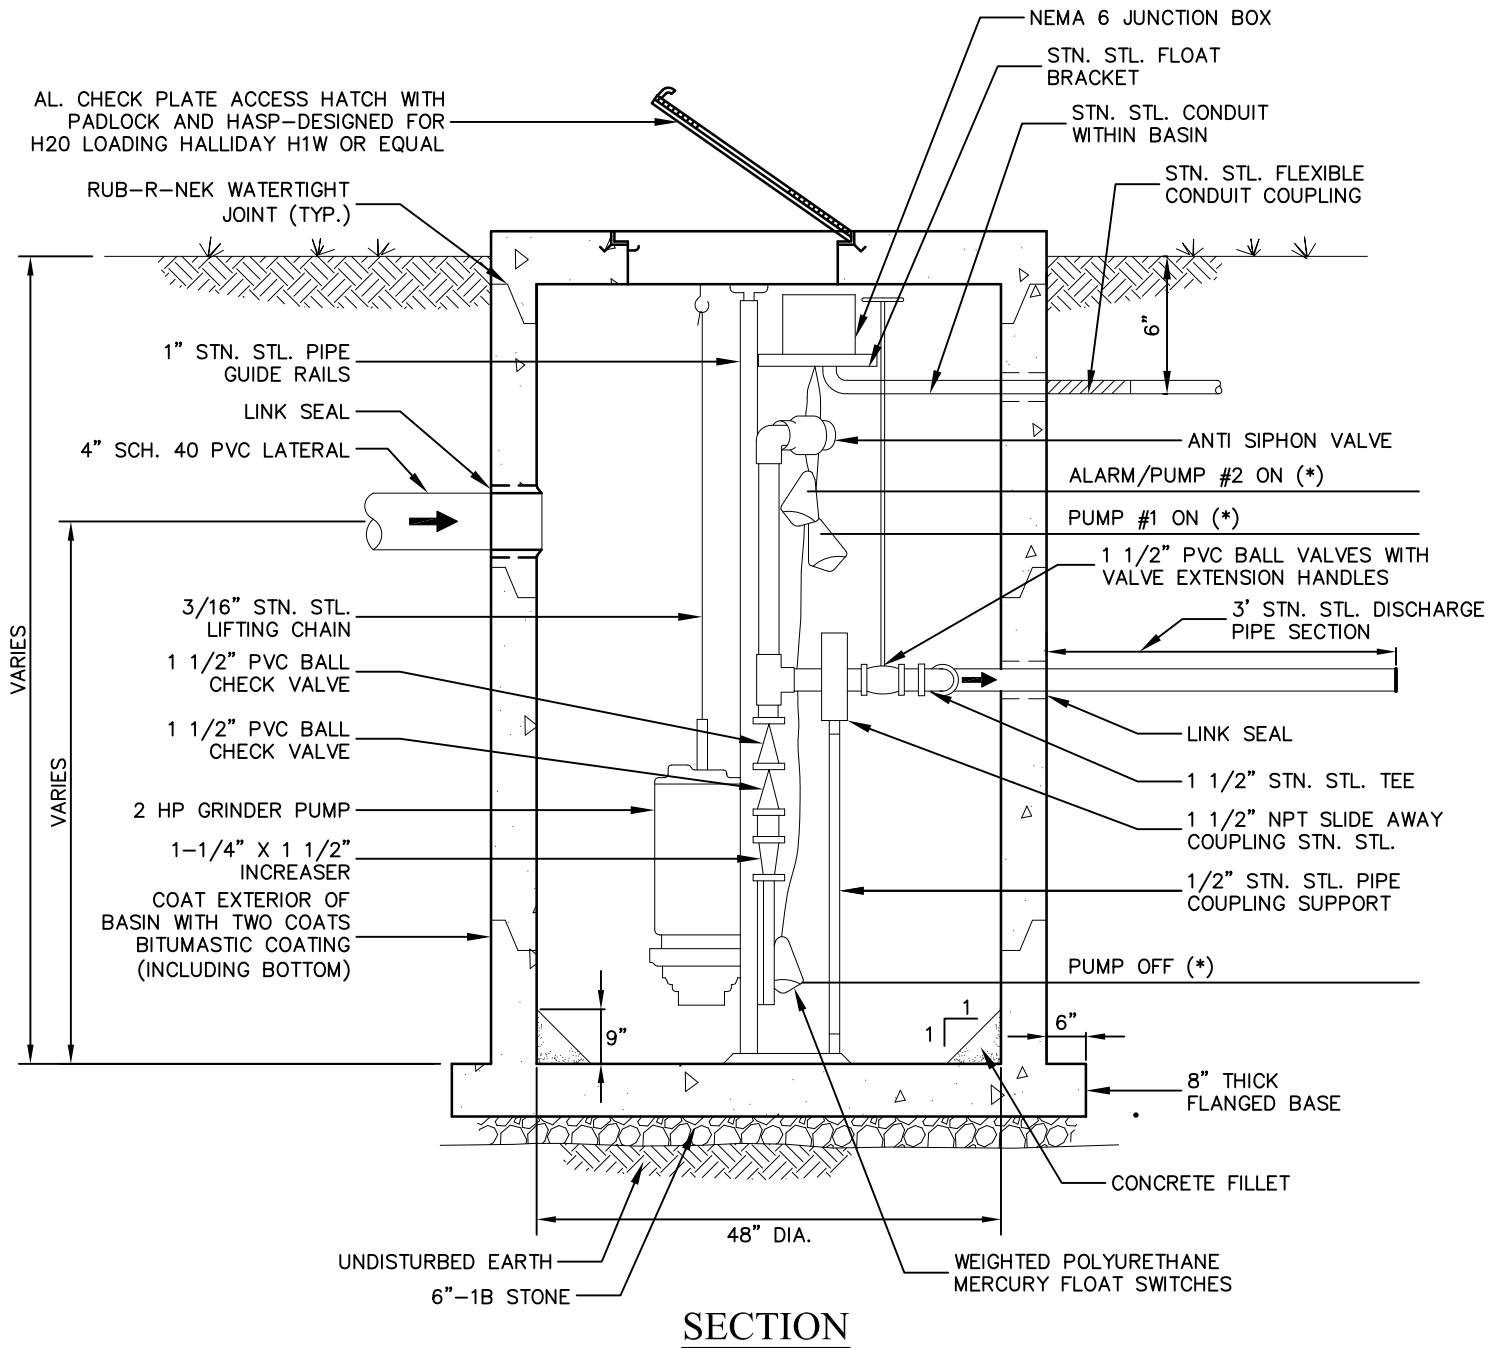 NEMA 6 JUNCTION BOX
STN. STL. FLOAT
BRACKET
AL. CHECK PLATE ACCESS HATCH WITH
PADLOCK AND HASP-DESIGNED FOR
H20 LOADING HALLIDAY H1W OR EQUAL
STN. STL. CONDUIT
WITHIN BASIN
STN. STL. FLEXIBLE
CONDUIT COUPLING
RUB-R-NEK WATERTIGHT
JOINT (TYP.)
6"
1" STN. STL. PIPE
GUIDE RAILS
LINK SEAL
4" SCH. 40 PVC LATERAL
ANTI SIPHON VALVE
ALARM/PUMP #2 ON (*)
PUMP #1 ON (*)
1 1/2" PVC BALL VALVES WITH
VALVE EXTENSION HANDLES
3' STN. STL. DISCHARGE
PIPE SECTION
3/16" STN. STL.
LIFTING CHAIN
VARIES
1 1/2" PVC BALL
CHECK VALVE
1 1/2" PVC BALL
CHECK VALVE
LINK SEAL
VARIES
1 1/2" STN. STL. TEE
2 HP GRINDER PUMP
1 1/2" NPT SLIDE AWAY
COUPLING STN. STL.
1-1/4" X 1 1/2"
INCREASER
1/2" STN. STL. PIPE
COUPLING SUPPORT
COAT EXTERIOR OF
BASIN WITH TWO COATS
BITUMASTIC COATING
(INCLUDING BOTTOM)
PUMP OFF (*)
9"
1
1
6"
8" THICK
FLANGED BASE
CONCRETE FILLET
48" DIA.
UNDISTURBED EARTH
6"-1B STONE
WEIGHTED POLYURETHANE
MERCURY FLOAT SWITCHES
SECTION